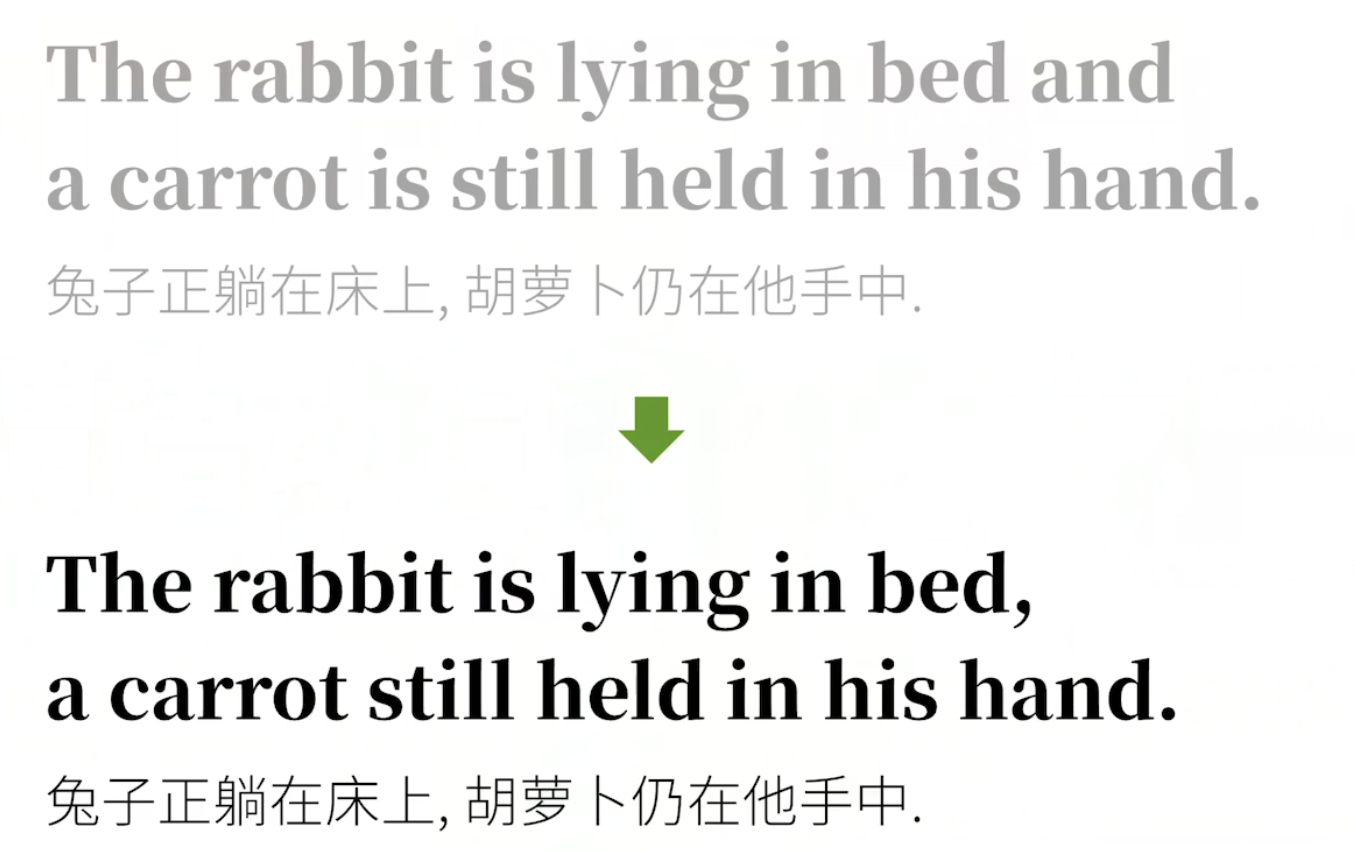 The rabbit is lying in bed and
a carrot is still held in his hand.
兔子正躺在床上, 胡萝卜仍在他手中.
The rabbit is lying in bed,
a carrot still held in his hand.
兔子正躺在床上, 胡萝卜仍在他手中.